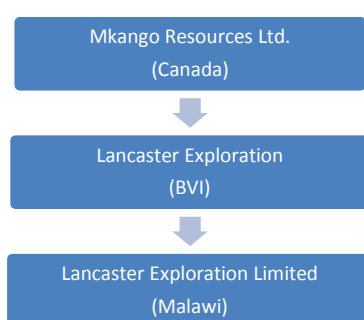 Mkango Resources Ltd.
(Canada)
Lancaster Exploration
(BVI)
Lancaster Exploration Limited
(Malawi)